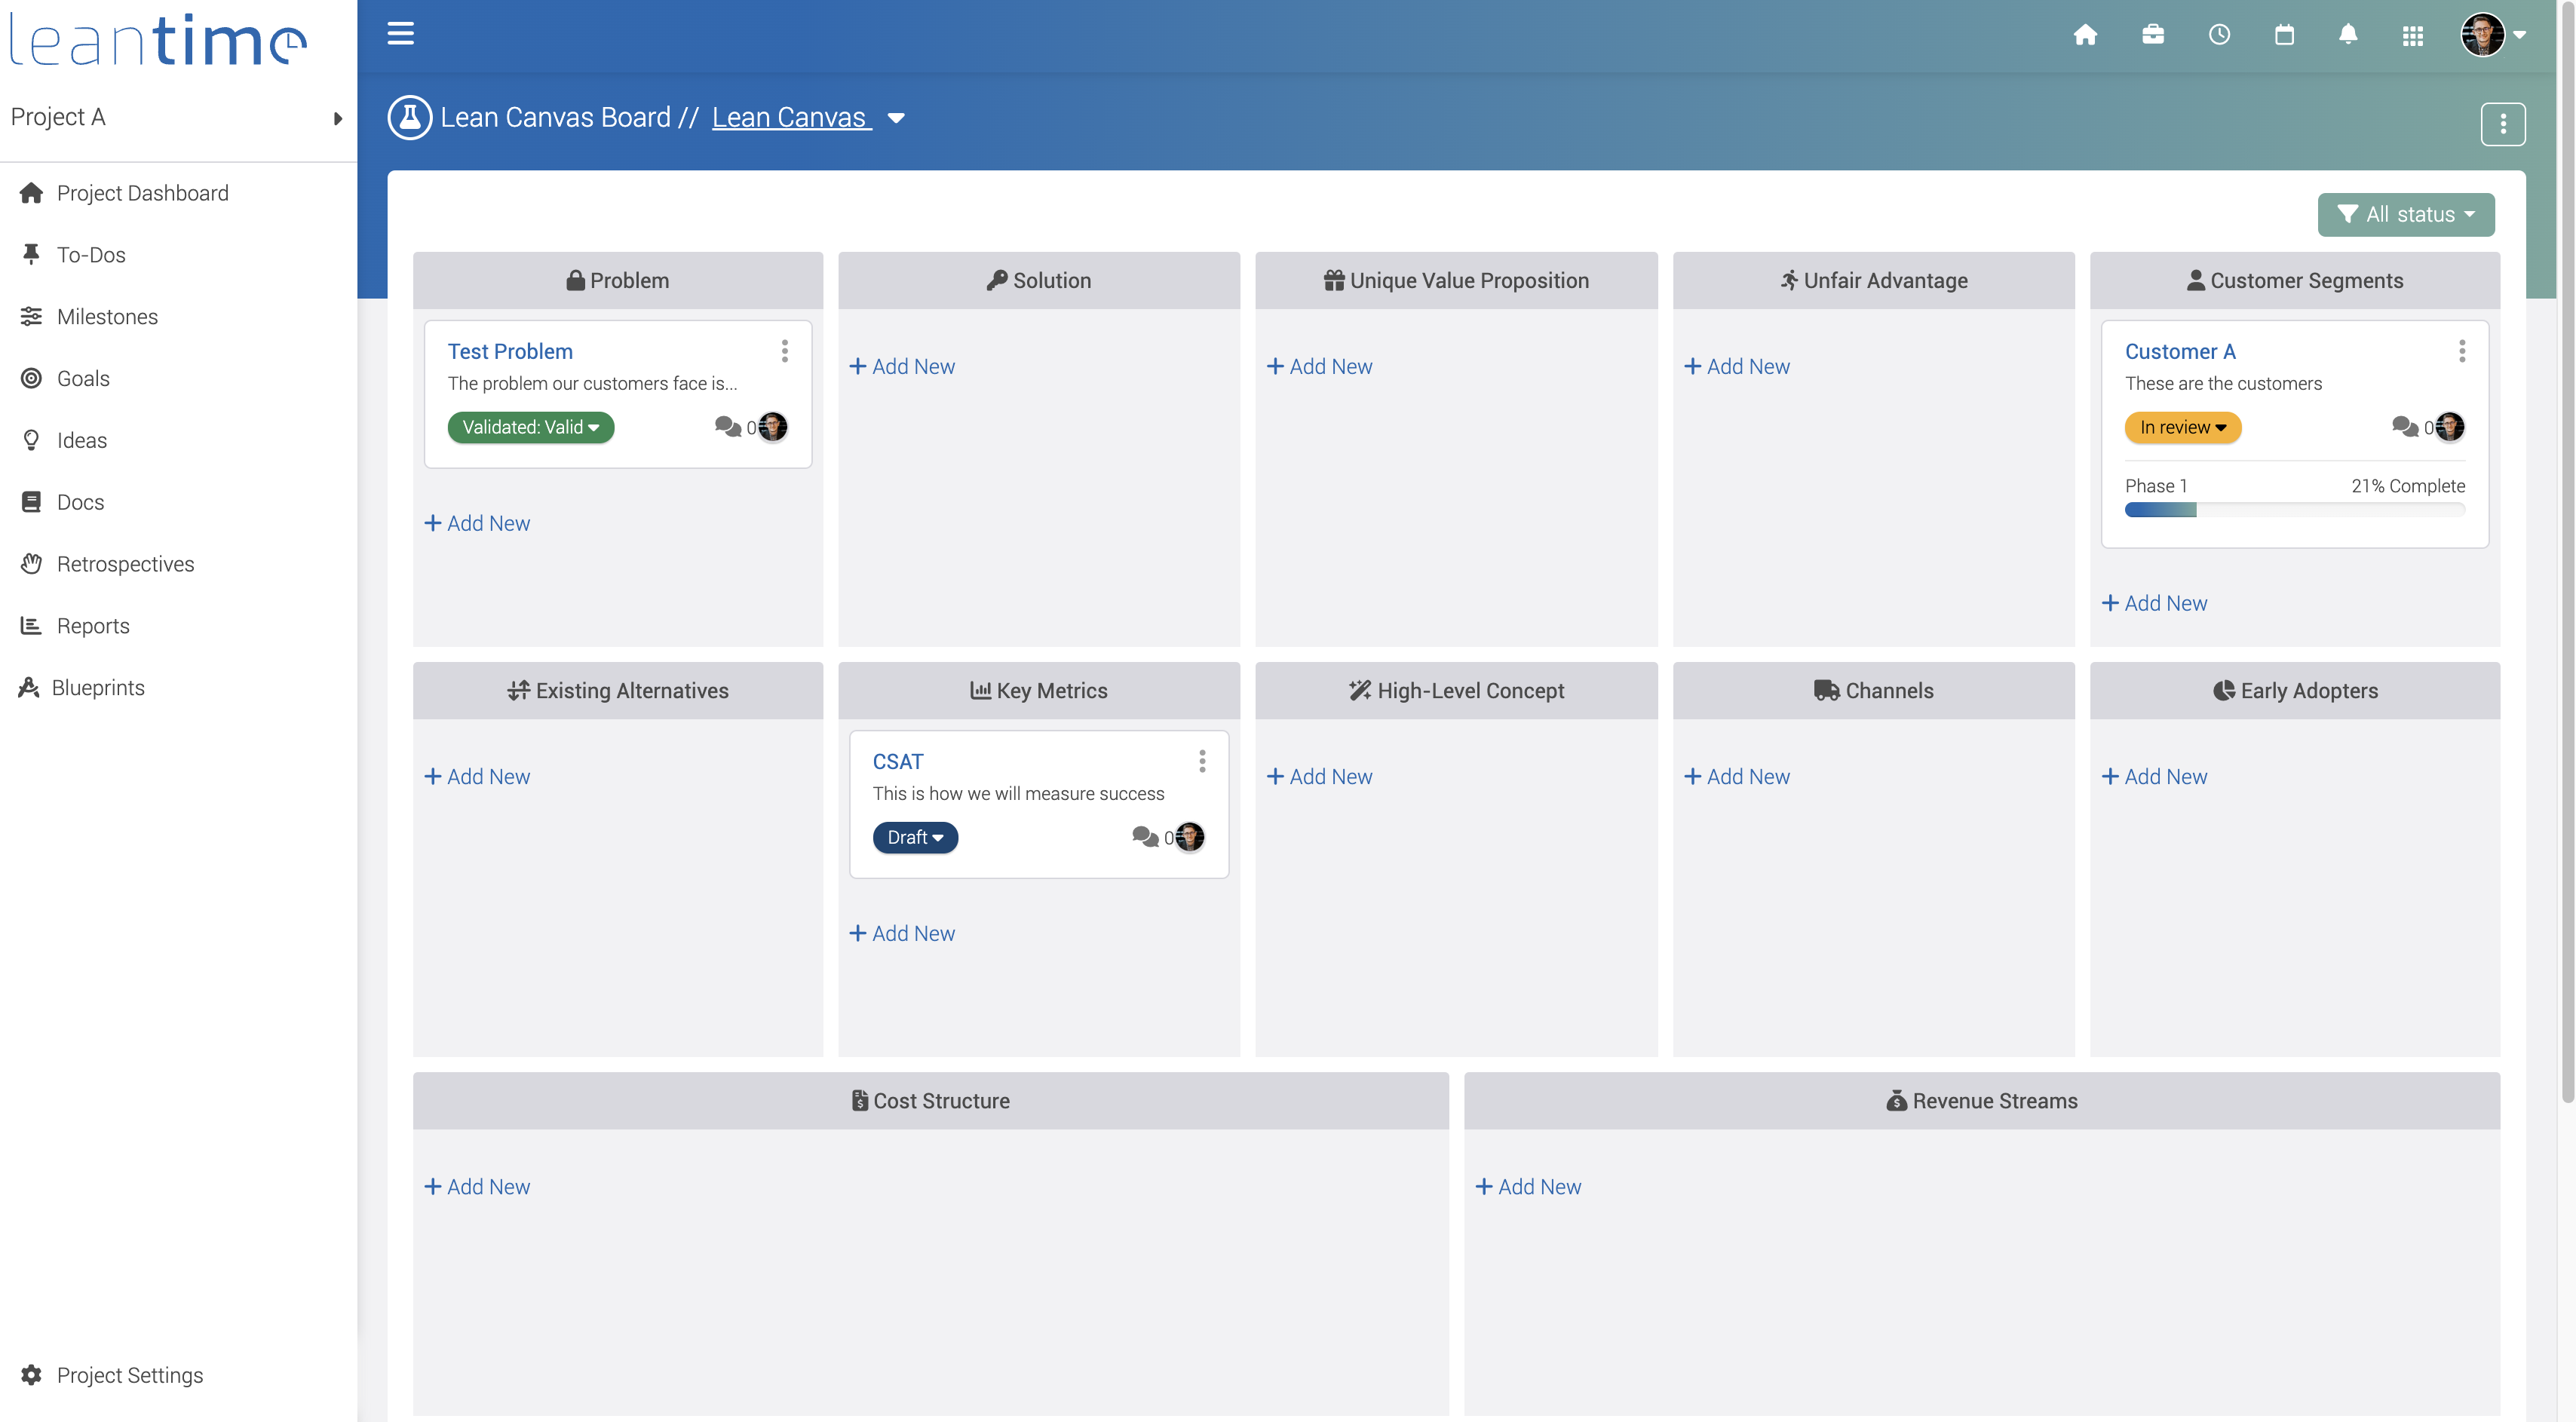 leantime
Project A
Project Dashboard
To-Dos
Milestones
Goals
Ideas
Docs
Retrospectives
Reports
Blueprints
Project Settings
Lean Canvas Board // Lean Canvas
All status
Problem
Test Problem
The problem our customers face is...
Validated: Valid
0
+ Add New
Solution
+ Add New
Unique Value Proposition
+ Add New
Unfair Advantage
+ Add New
Customer Segments
Customer A
These are the customers
In review
0
Phase 1 21% Complete
+ Add New
Existing Alternatives
+ Add New
Key Metrics
CSAT
This is how we will measure success
Draft
0
+ Add New
High-Level Concept
+ Add New
Channels
+ Add New
Early Adopters
+ Add New
Cost Structure
+ Add New
Revenue Streams
+ Add New